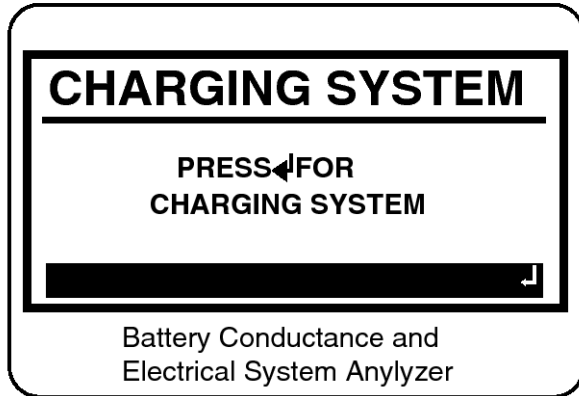 CHARGING SYSTEM
PRESS↵FOR
CHARGING SYSTEM
↵
Battery Conductance and
Electrical System Anylyzer